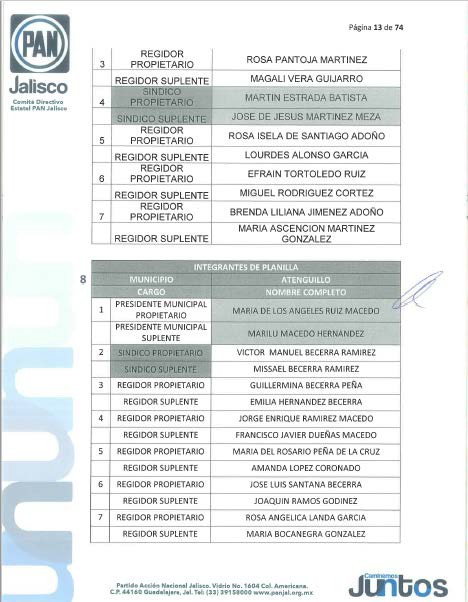 Página 13 de 74
PAN
Jalisco
Comité Directivo
Estatal PAN Jalisco
3 REGIDOR PROPIETARIO ROSA PANTOJA MARTINEZ
REGIDOR SUPLENTE MAGALI VERA GUIJARRO
4 SINDICO PROPIETARIO MARTIN ESTRADA BATISTA
SINDICO SUPLENTE JOSE DE JESUS MARTINEZ MEZA
5 REGIDOR PROPIETARIO ROSA ISELA DE SANTIAGO ADOÑO
REGIDOR SUPLENTE LOURDES ALONSO GARCIA
6 REGIDOR PROPIETARIO EFRAIN TORTOLEDO RUIZ
REGIDOR SUPLENTE MIGUEL RODRIGUEZ CORTEZ
7 REGIDOR PROPIETARIO BRENDA LILIANA JIMENEZ ADOÑO
REGIDOR SUPLENTE MARIA ASCENCION MARTINEZ GONZALEZ
INTEGRANTES DE PLANILLA
8 MUNICIPIO ATENGUILLO
CARGO NOMBRE COMPLETO
1 PRESIDENTE MUNICIPAL PROPIETARIO MARIA DE LOS ANGELES RUIZ MACEDO
PRESIDENTE MUNICIPAL SUPLENTE MARILU MACEDO HERNANDEZ
2 SINDICO PROPIETARIO VICTOR MANUEL BECERRA RAMIREZ
SINDICO SUPLENTE MISSAEL BECERRA RAMIREZ
3 REGIDOR PROPIETARIO GUILLERMINA BECERRA PEÑA
REGIDOR SUPLENTE EMILIA HERNANDEZ BECERRA
4 REGIDOR PROPIETARIO JORGE ENRIQUE RAMIREZ MACEDO
REGIDOR SUPLENTE FRANCISCO JAVIER DUEÑAS MACEDO
5 REGIDOR PROPIETARIO MARIA DEL ROSARIO PEÑA DE LA CRUZ
REGIDOR SUPLENTE AMANDA LOPEZ CORONADO
6 REGIDOR PROPIETARIO JOSE LUIS SANTANA BECERRA
REGIDOR SUPLENTE JOAQUIN RAMOS GODINEZ
7 REGIDOR PROPIETARIO ROSA ANGELICA LANDA GARCIA
REGIDOR SUPLENTE MARIA BOCANEGRA GONZALEZ
Partido Acción Nacional Jalisco. Vidrio No. 1604 Col. Americana.
C.P. 44160 Guadalajara, Jal. Tel: (33) 39158000 www.panjal.org.mx
Caminemos
Juntos